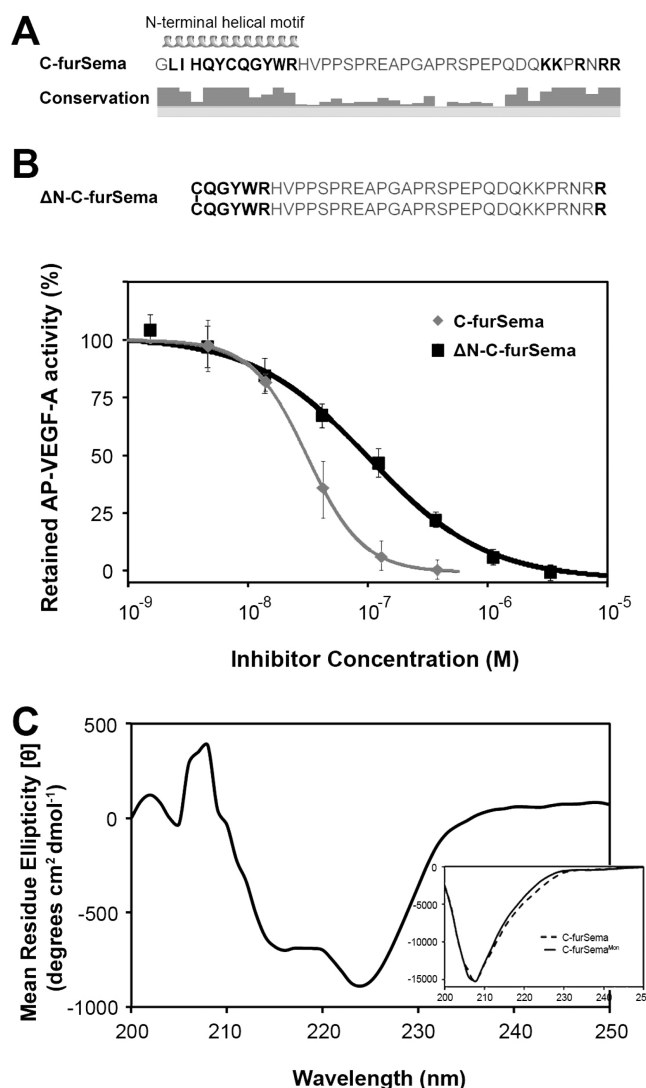 A
N-terminal helical motif
C-furSema GLIHQYCQGYWRHVPPSPREAPGAPRSPEPQDQKKPRNRR
Conservation
B
ΔN-C-furSema
CQGYWRHVPPSPREAPGAPRSPEPQDQKKPRNRR
CQGYWRHVPPSPREAPGAPRSPEPQDQKKPRNRR
Retained AP-VEGF-A activity (%)
100
75
50
25
0
C-furSema
ΔN-C-furSema
10⁻⁹ 10⁻⁸ 10⁻⁷ 10⁻⁶ 10⁻⁵
Inhibitor Concentration (M)
C
Mean Residue Ellipticity [θ]
(degrees cm² dmol⁻¹)
500
0
-500
-1000
0
-5000
-10000
-15000
C-furSema
C-furSemaᴹᵒⁿ
200 210 220 230 240 25
200 210 220 230 240 250
Wavelength (nm)